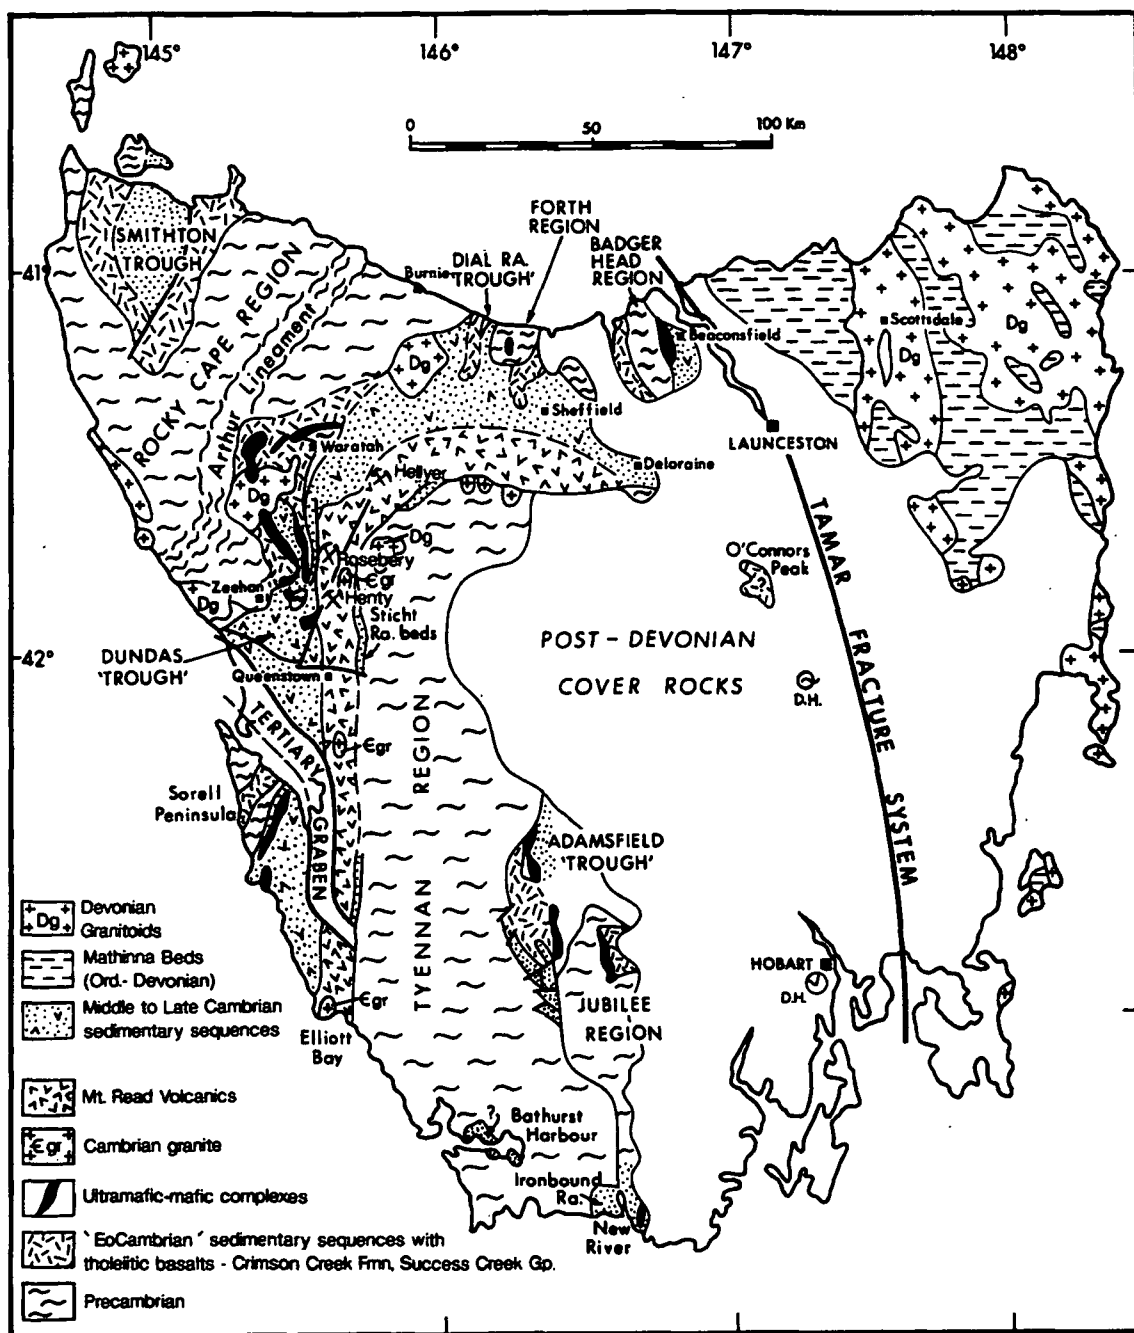 145°
146°
147°
148°
0
50
100 Km
FORTH
REGION
DIAL RA.
'TROUGH'
BADGER
HEAD
REGION
SMITHTON
TROUGH
41°
Burnie
ROCKY CAPE REGION
Arthur Lineament
Beaconsfield
Scottsdale
Dg
Dg
Dg
Sheffield
LAUNCESTON
Waratah
Hellyer
Deloraine
Dg
Dg
Rosebery
Єgr
Henty
Zeehan
Dg
Sticht
Ra. beds
O'Connors
Peak
?
TAMAR FRACTURE SYSTEM
42°
DUNDAS
'TROUGH'
Queenstown
POST - DEVONIAN
COVER ROCKS
D.H.
TERTIARY GRABEN
Єgr
TYENNAN REGION
Sorell
Peninsula
ADAMSFIELD
'TROUGH'
HOBART
D.H.
JUBILEE
REGION
Єgr
Elliott
Bay
?
Bathurst
Harbour
Ironbound
Ra.
New
River
Dg
Devonian
Granitoids
Mathinna Beds
(Ord.- Devonian)
Middle to Late Cambrian
sedimentary sequences
Mt. Read Volcanics
Єgr
Cambrian granite
Ultramafic-mafic complexes
'EoCambrian' sedimentary sequences with
tholeiitic basalts - Crimson Creek Fmn, Success Creek Gp.
Precambrian